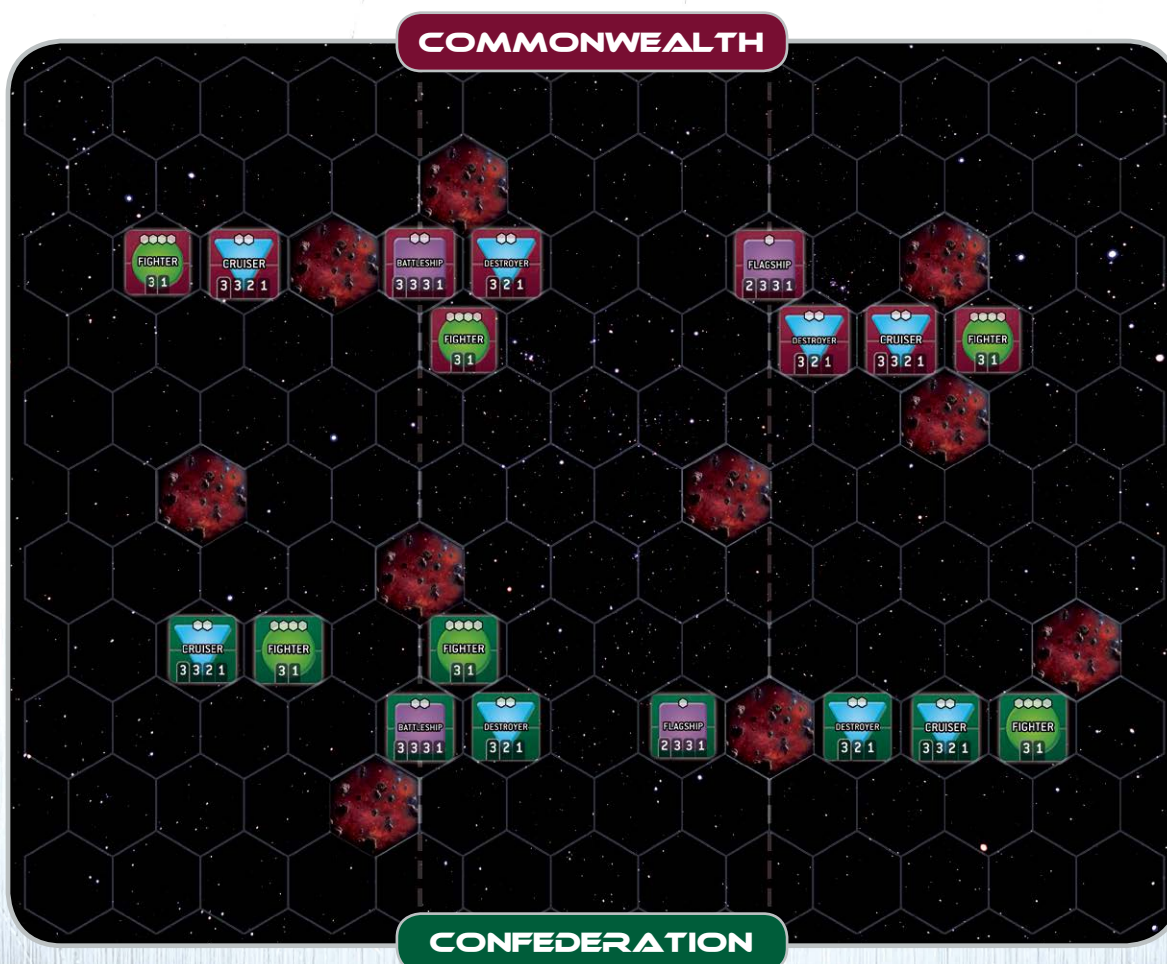 COMMONWEALTH
FIGHTER
3 1
CRUISER
3 3 2 1
BATTLESHIP
3 3 3 1
DESTROYER
3 2 1
FLAGSHIP
2 3 3 1
FIGHTER
3 1
DESTROYER
3 2 1
CRUISER
3 3 2 1
FIGHTER
3 1
CRUISER
3 3 2 1
FIGHTER
3 1
FIGHTER
3 1
BATTLESHIP
3 3 3 1
DESTROYER
3 2 1
FLAGSHIP
2 3 3 1
DESTROYER
3 2 1
CRUISER
3 3 2 1
FIGHTER
3 1
CONFEDERATION